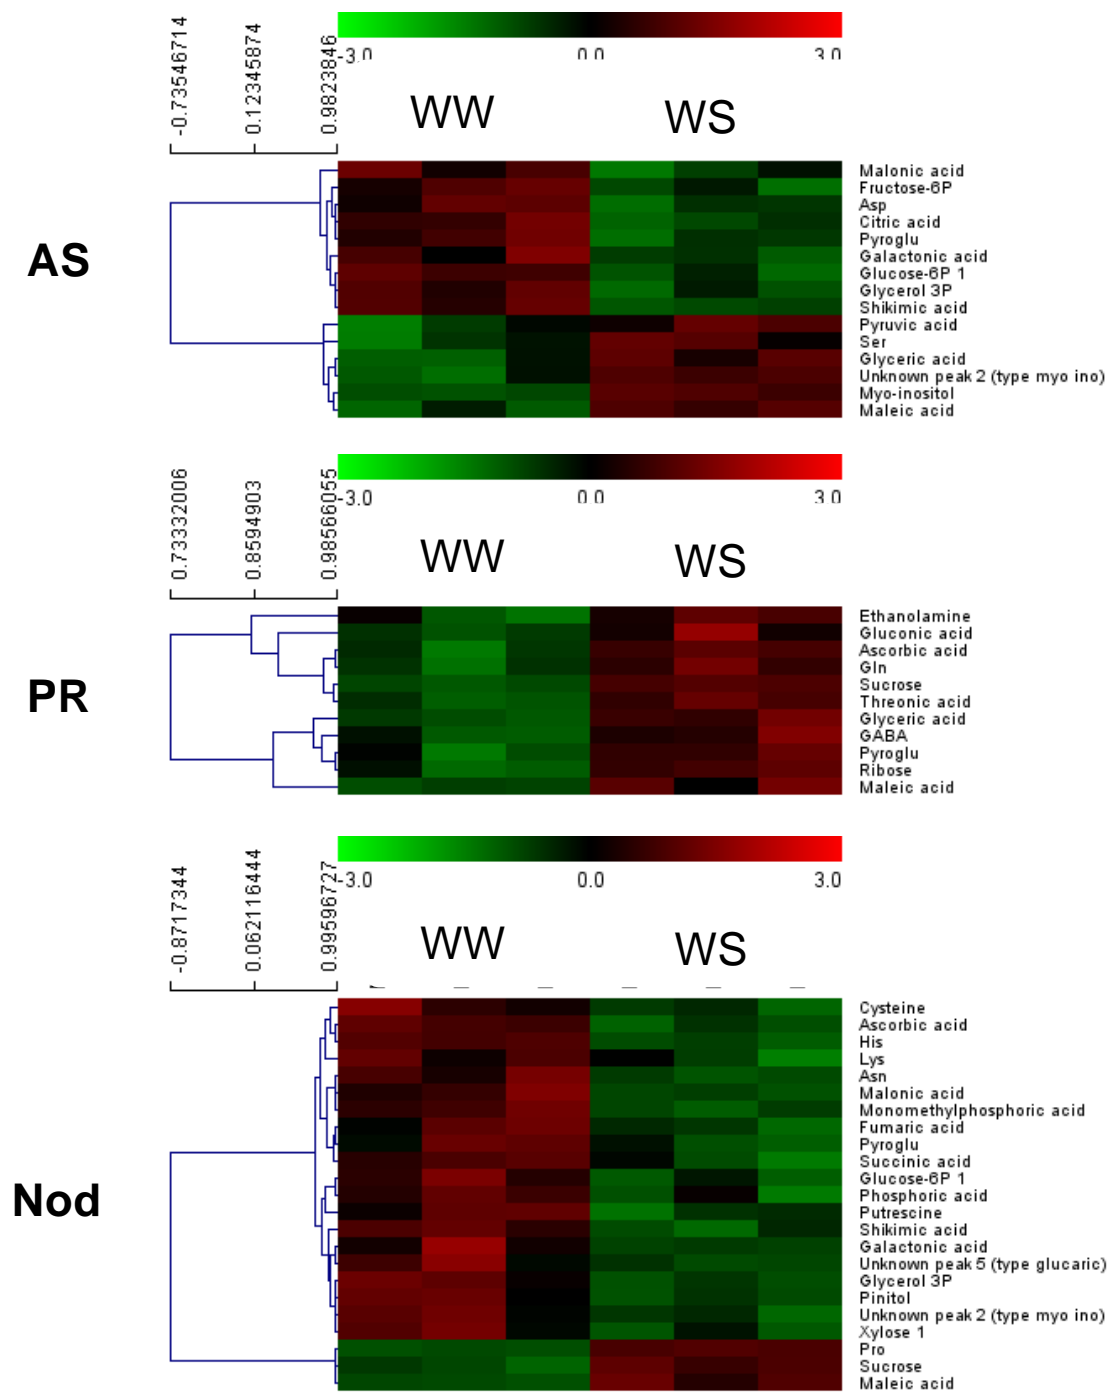 -3.0 0.0 3.0
-0.73546714 0.12345874 0.9823846
WW WS
AS
Malonic acid
Fructose-6P
Asp
Citric acid
Pyroglu
Galactonic acid
Glucose-6P 1
Glycerol 3P
Shikimic acid
Pyruvic acid
Ser
Glyceric acid
Unknown peak 2 (type myo ino)
Myo-inositol
Maleic acid
-3.0 0.0 3.0
0.73332006 0.8594903 0.98566055
WW WS
PR
Ethanolamine
Gluconic acid
Ascorbic acid
Gln
Sucrose
Threonic acid
Glyceric acid
GABA
Pyroglu
Ribose
Maleic acid
-3.0 0.0 3.0
-0.8717344 0.062116444 0.99596727
WW WS
Nod
Cysteine
Ascorbic acid
His
Lys
Asn
Malonic acid
Monomethylphosphoric acid
Fumaric acid
Pyroglu
Succinic acid
Glucose-6P 1
Phosphoric acid
Putrescine
Shikimic acid
Galactonic acid
Unknown peak 5 (type glucaric)
Glycerol 3P
Pinitol
Unknown peak 2 (type myo ino)
Xylose 1
Pro
Sucrose
Maleic acid